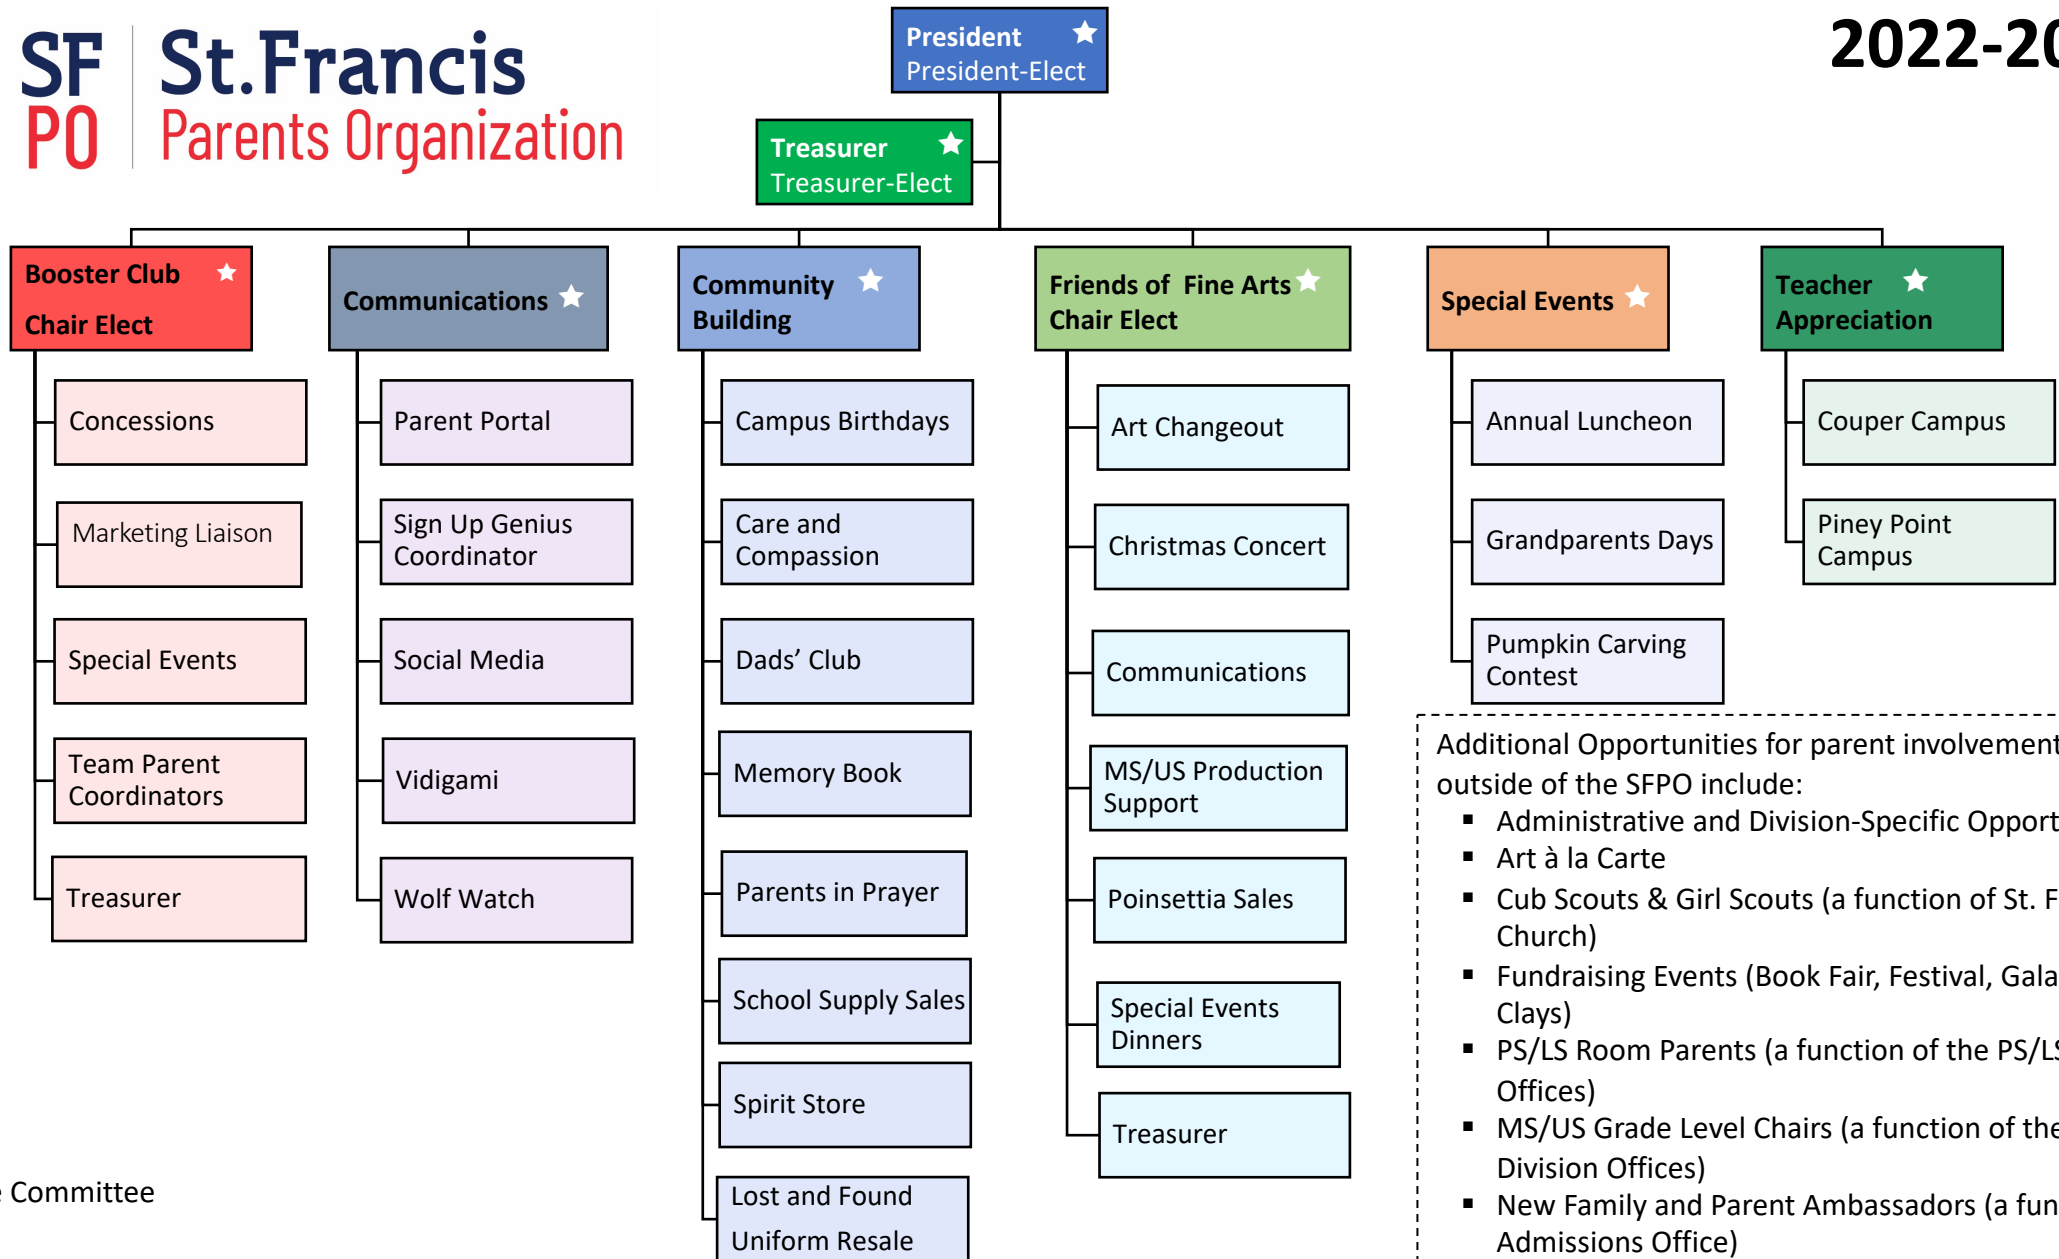 SF St.Francis
PO Parents Organization
2022-20
President
President-Elect
Treasurer
Treasurer-Elect
Booster Club
Chair Elect
Communications
Community
Building
Friends of Fine Arts
Chair Elect
Special Events
Teacher
Appreciation
Concessions
Marketing Liaison
Special Events
Team Parent
Coordinators
Treasurer
Parent Portal
Sign Up Genius
Coordinator
Social Media
Vidigami
Wolf Watch
Campus Birthdays
Care and
Compassion
Dads’ Club
Memory Book
Parents in Prayer
School Supply Sales
Spirit Store
Lost and Found
Uniform Resale
Art Changeout
Christmas Concert
Communications
MS/US Production
Support
Poinsettia Sales
Special Events
Dinners
Treasurer
Annual Luncheon
Grandparents Days
Pumpkin Carving
Contest
Couper Campus
Piney Point
Campus
Additional Opportunities for parent involvement
outside of the SFPO include:
▪ Administrative and Division-Specific Opport
▪ Art à la Carte
▪ Cub Scouts & Girl Scouts (a function of St. F
Church)
▪ Fundraising Events (Book Fair, Festival, Gala
Clays)
▪ PS/LS Room Parents (a function of the PS/LS
Offices)
▪ MS/US Grade Level Chairs (a function of the
Division Offices)
▪ New Family and Parent Ambassadors (a fun
Admissions Office)
e Committee